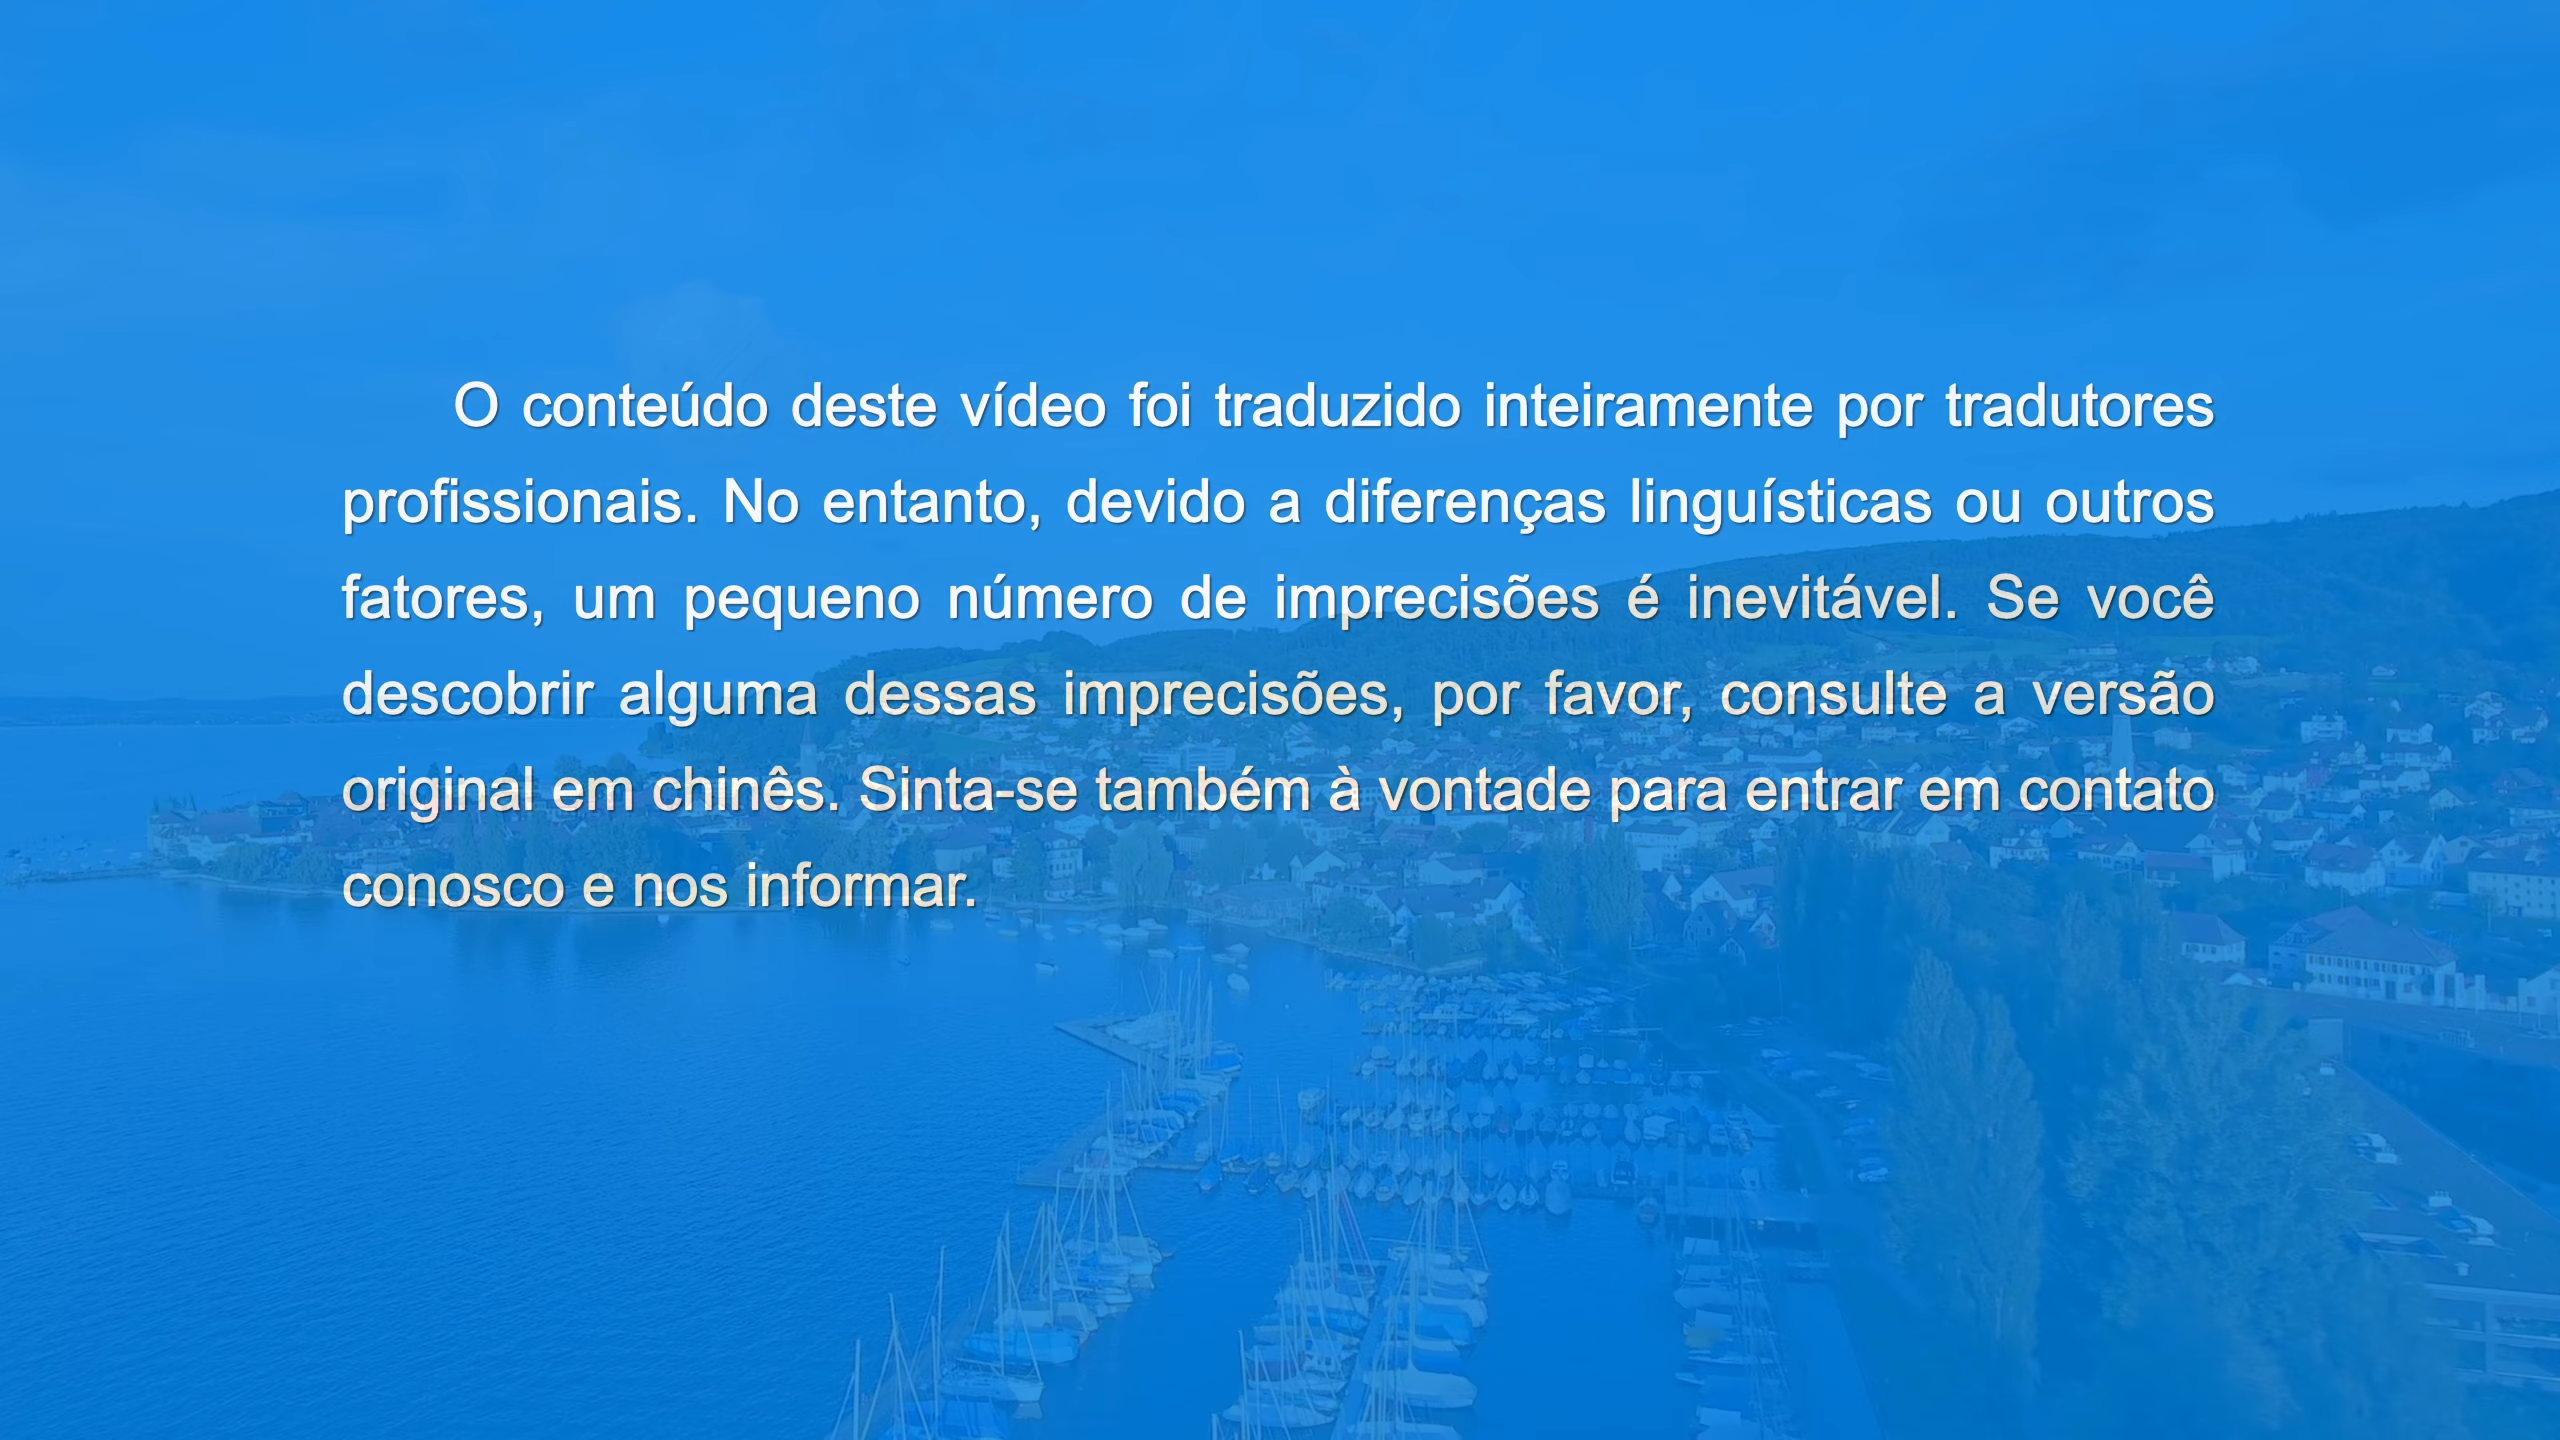 O conteúdo deste vídeo foi traduzido inteiramente por tradutores
profissionais. No entanto, devido a diferenças linguísticas ou outros
fatores, um pequeno número de imprecisões é inevitável. Se você
descobrir alguma dessas imprecisões, por favor, consulte a versão
original em chinês. Sinta-se também à vontade para entrar em contato
conosco e nos informar.